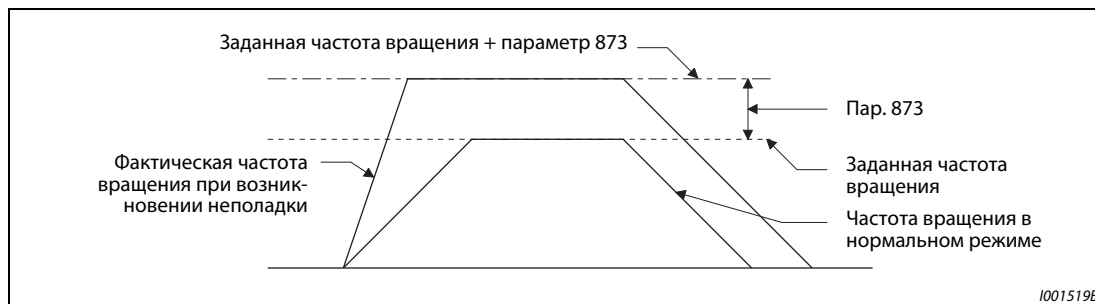 Заданная частота вращения + параметр 873
Пар. 873
Фактическая частота
вращения при возник-
новении неполадки
Заданная частота
вращения
Частота вращения в
нормальном режиме
I001519E